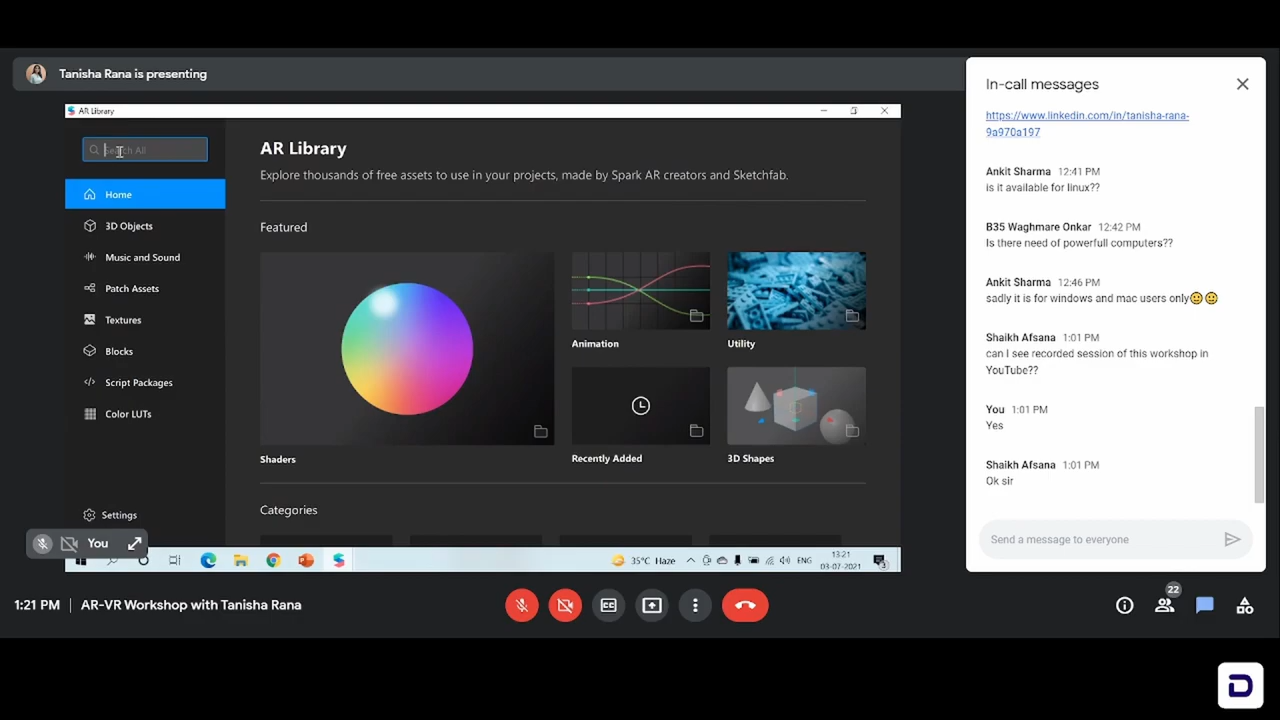 Tanisha Rana is presenting
AR Library
Search All
Home
3D Objects
Music and Sound
Patch Assets
Textures
Blocks
Script Packages
Color LUTs
Settings
AR Library
Explore thousands of free assets to use in your projects, made by Spark AR creators and Sketchfab.
Featured
Shaders
Animation
Utility
Recently Added
3D Shapes
Categories
You
35°C Haze
ENG
13:21
03-07-2021
3
1:21 PM | AR-VR Workshop with Tanisha Rana
22
In-call messages
https://www.linkedin.com/in/tanisha-rana-
9a970a197
Ankit Sharma 12:41 PM
is it available for linux??
B35 Waghmare Onkar 12:42 PM
Is there need of powerfull computers??
Ankit Sharma 12:46 PM
sadly it is for windows and mac users only
Shaikh Afsana 1:01 PM
can I see recorded session of this workshop in
YouTube??
You 1:01 PM
Yes
Shaikh Afsana 1:01 PM
Ok sir
Send a message to everyone
D